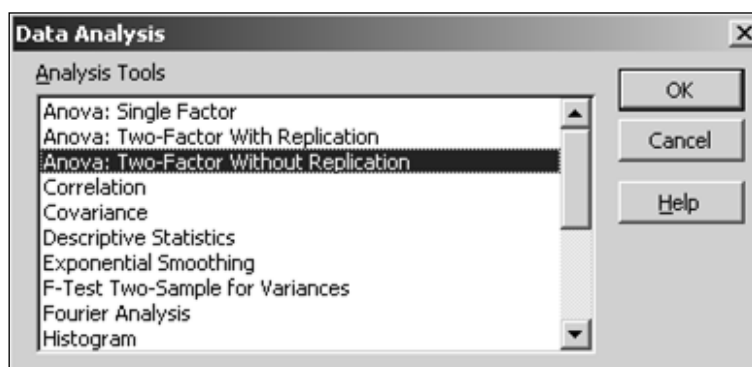 Data Analysis
Analysis Tools
Anova: Single Factor
Anova: Two-Factor With Replication
Anova: Two-Factor Without Replication
Correlation
Covariance
Descriptive Statistics
Exponential Smoothing
F-Test Two-Sample for Variances
Fourier Analysis
Histogram
OK
Cancel
Help